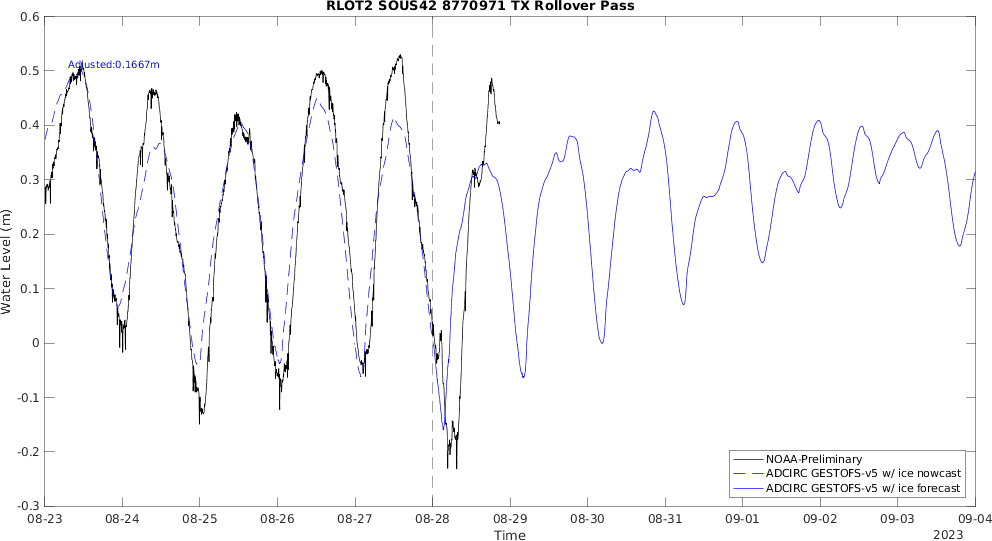 RLOT2 SOUS42 8770971 TX Rollover Pass
0.6
0.5
0.4
0.3
0.2
0.1
0
-0.1
-0.2
-0.3
Water Level (m)
Adjusted:0.1667m
NOAA-Preliminary
ADCIRC GESTOFS-v5 w/ ice nowcast
ADCIRC GESTOFS-v5 w/ ice forecast
08-23 08-24 08-25 08-26 08-27 08-28 08-29 08-30 08-31 09-01 09-02 09-03 09-04
Time
2023